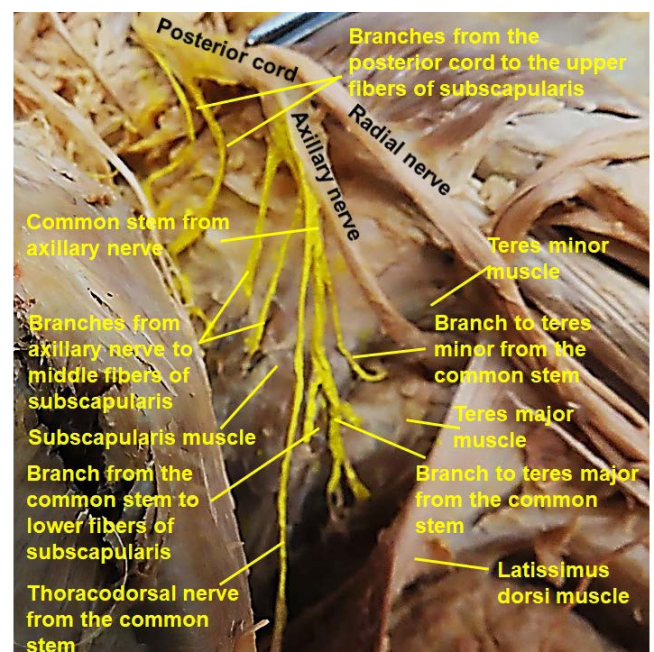 Posterior cord
Branches from the
posterior cord to the upper
fibers of subscapularis
Radial nerve
Axillary nerve
Common stem from
axillary nerve
Teres minor
muscle
Branches from
axillary nerve to
middle fibers of
subscapularis
Branch to teres
minor from the
common stem
Subscapularis muscle
Teres major
muscle
Branch from the
common stem to
lower fibers of
subscapularis
Branch to teres major
from the common
stem
Latissimus
dorsi muscle
Thoracodorsal nerve
from the common
stem